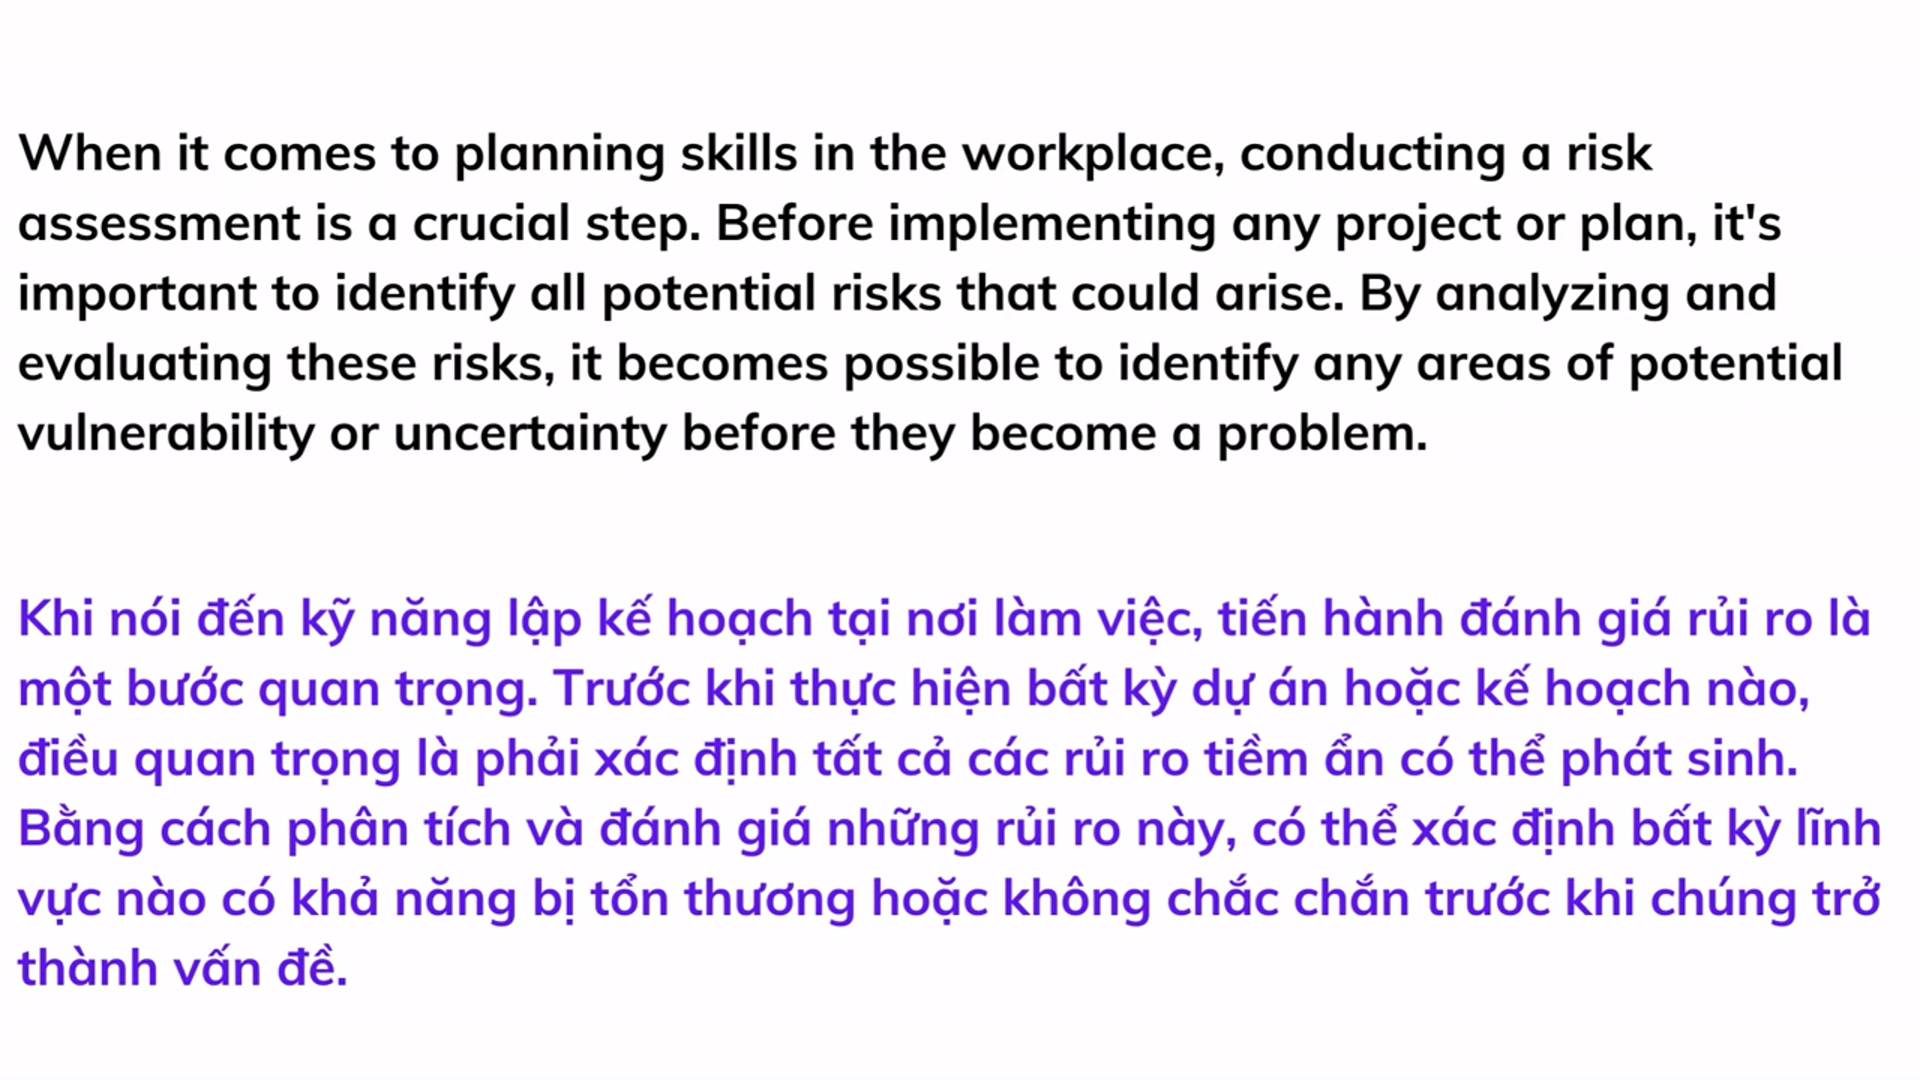 When it comes to planning skills in the workplace, conducting a risk
assessment is a crucial step. Before implementing any project or plan, it's
important to identify all potential risks that could arise. By analyzing and
evaluating these risks, it becomes possible to identify any areas of potential
vulnerability or uncertainty before they become a problem.
Khi nói đến kỹ năng lập kế hoạch tại nơi làm việc, tiến hành đánh giá rủi ro là
một bước quan trọng. Trước khi thực hiện bất kỳ dự án hoặc kế hoạch nào,
điều quan trọng là phải xác định tất cả các rủi ro tiềm ẩn có thể phát sinh.
Bằng cách phân tích và đánh giá những rủi ro này, có thể xác định bất kỳ lĩnh
vực nào có khả năng bị tổn thương hoặc không chắc chắn trước khi chúng trở
thành vấn đề.